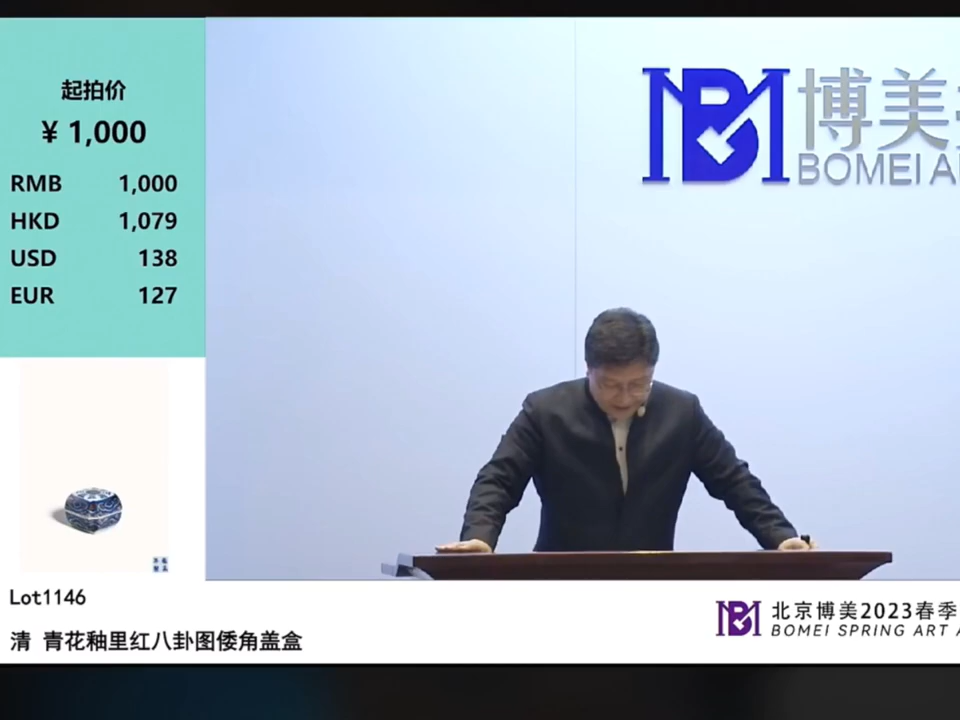 起拍价
¥ 1,000
RMB 1,000
HKD 1,079
USD 138
EUR 127
博美
BOMEI A
Lot1146
清 青花釉里红八卦图倭角盖盒
北京博美2023春季
BOMEI SPRING ART A